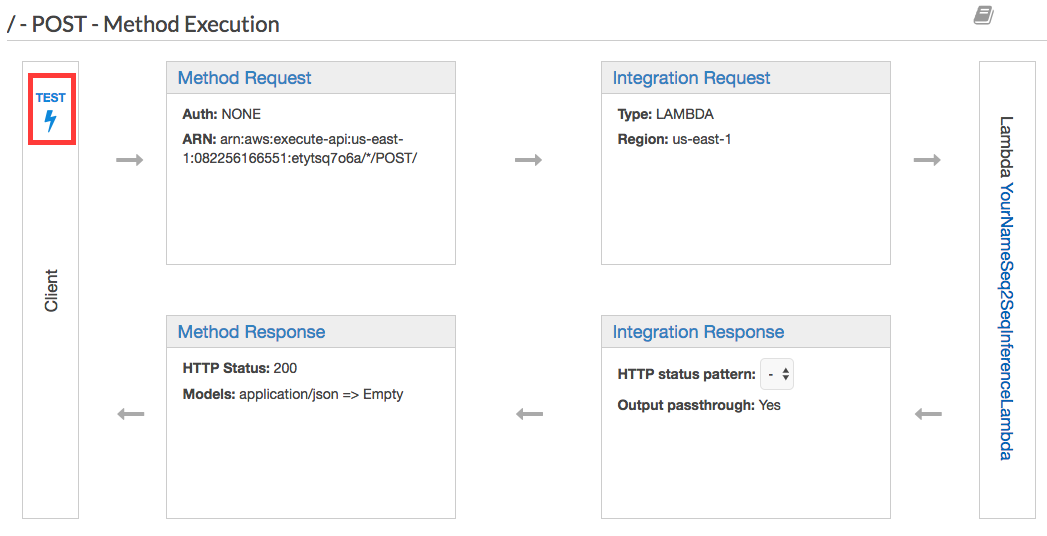 / - POST - Method Execution
TEST
Client
Method Request
Auth: NONE
ARN: arn:aws:execute-api:us-east-
1:082256166551:etytsq7o6a/*/POST/
Integration Request
Type: LAMBDA
Region: us-east-1
Lambda YourNameSeq2SeqInferenceLambda
Method Response
HTTP Status: 200
Models: application/json => Empty
Integration Response
HTTP status pattern: -
Output passthrough: Yes